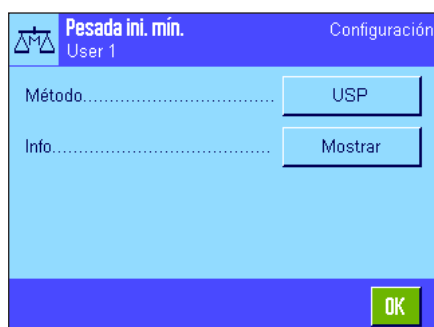 Pesada ini. mín.
Configuración
User 1
Método.................................... USP
Info......................................... Mostrar
OK